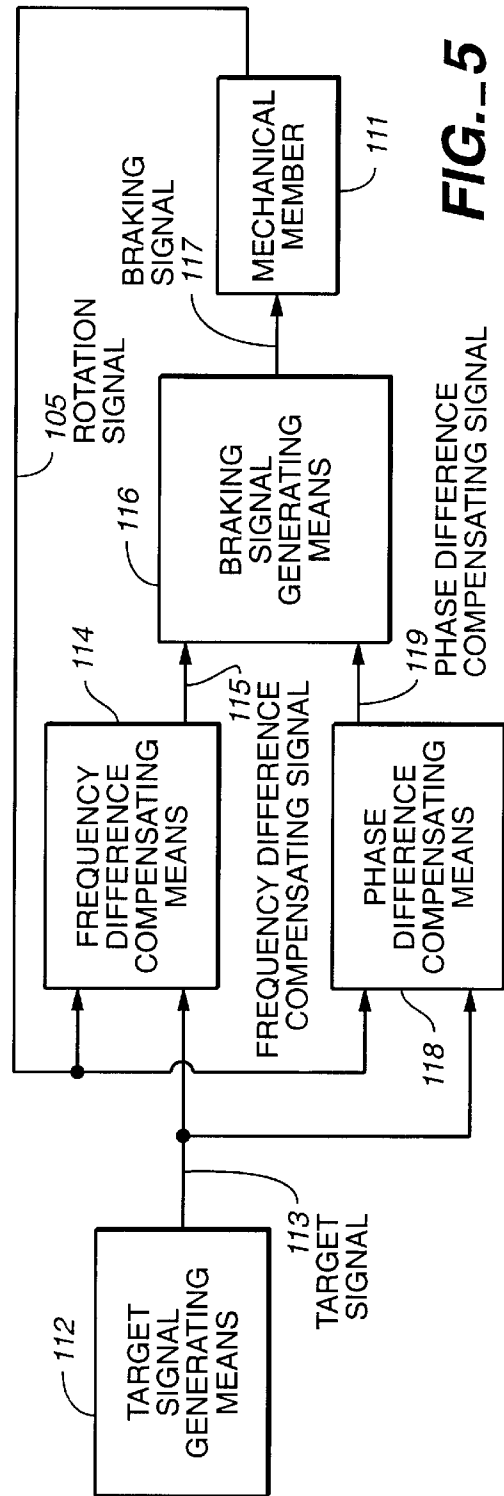 105
ROTATION
SIGNAL
112
TARGET
SIGNAL
GENERATING
MEANS
113
TARGET
SIGNAL
114
FREQUENCY
DIFFERENCE
COMPENSATING
MEANS
115
FREQUENCY DIFFERENCE
COMPENSATING SIGNAL
118
PHASE
DIFFERENCE
COMPENSATING
MEANS
119
PHASE DIFFERENCE
COMPENSATING SIGNAL
116
BRAKING
SIGNAL
GENERATING
MEANS
BRAKING
SIGNAL
117
MECHANICAL
MEMBER
111
FIG._5